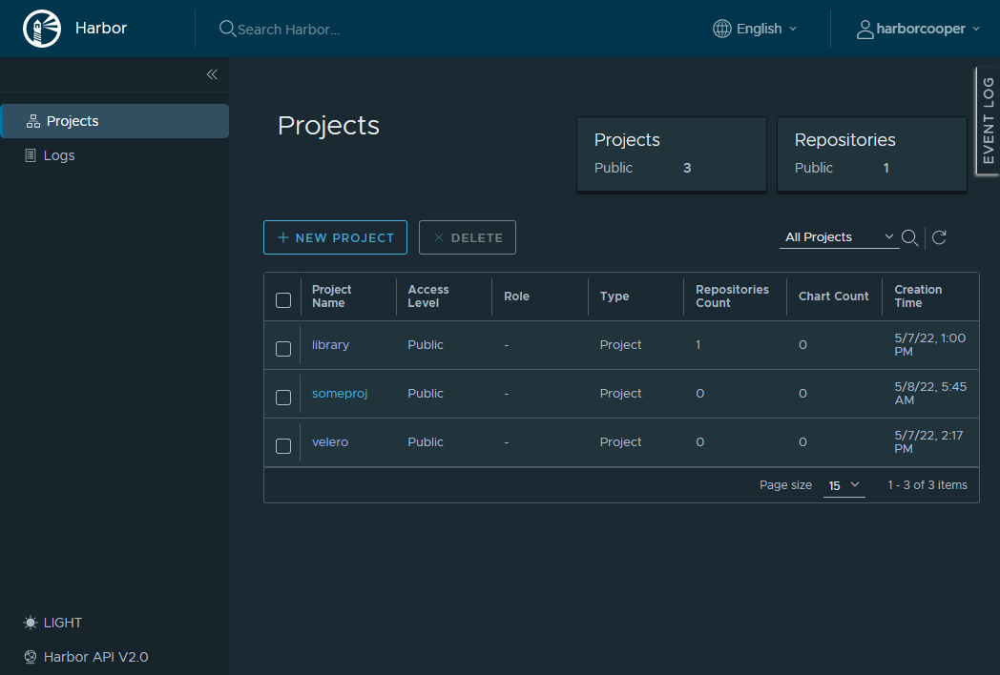 Harbor
Search Harbor...
English
harborcooper
EVENT LOG
Projects
Logs
Projects
Projects
Public 3
Repositories
Public 1
NEW PROJECT
DELETE
All Projects
Project Name Access Level Role Type Repositories Count Chart Count Creation Time
library Public - Project 1 0 5/7/22, 1:00 PM
someproj Public - Project 0 0 5/8/22, 5:45 AM
velero Public - Project 0 0 5/7/22, 2:17 PM
Page size 15 1 - 3 of 3 items
LIGHT
Harbor API V2.0